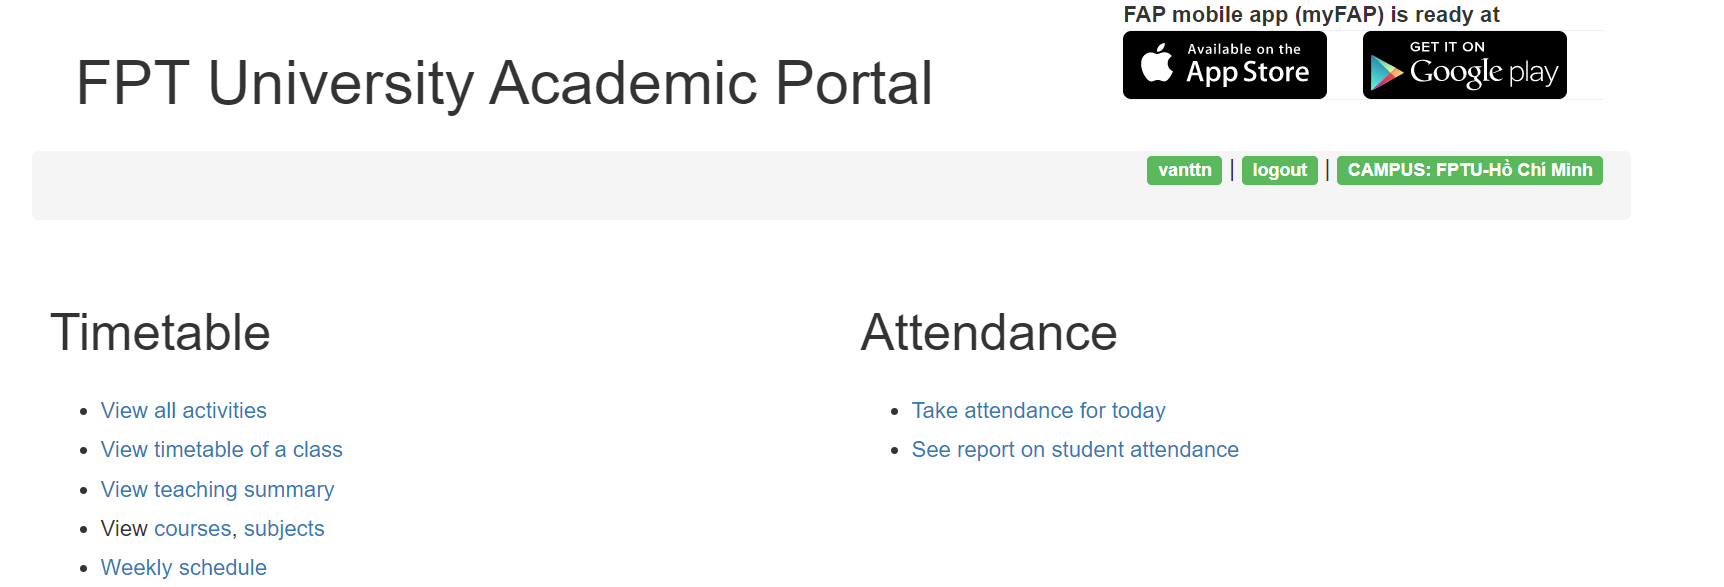 FAP mobile app (myFAP) is ready at
Available on the
App Store
GET IT ON
Google play
FPT University Academic Portal
vanttn | logout | CAMPUS: FPTU-Hồ Chí Minh
Timetable
View all activities
View timetable of a class
View teaching summary
View courses, subjects
Weekly schedule
Attendance
Take attendance for today
See report on student attendance